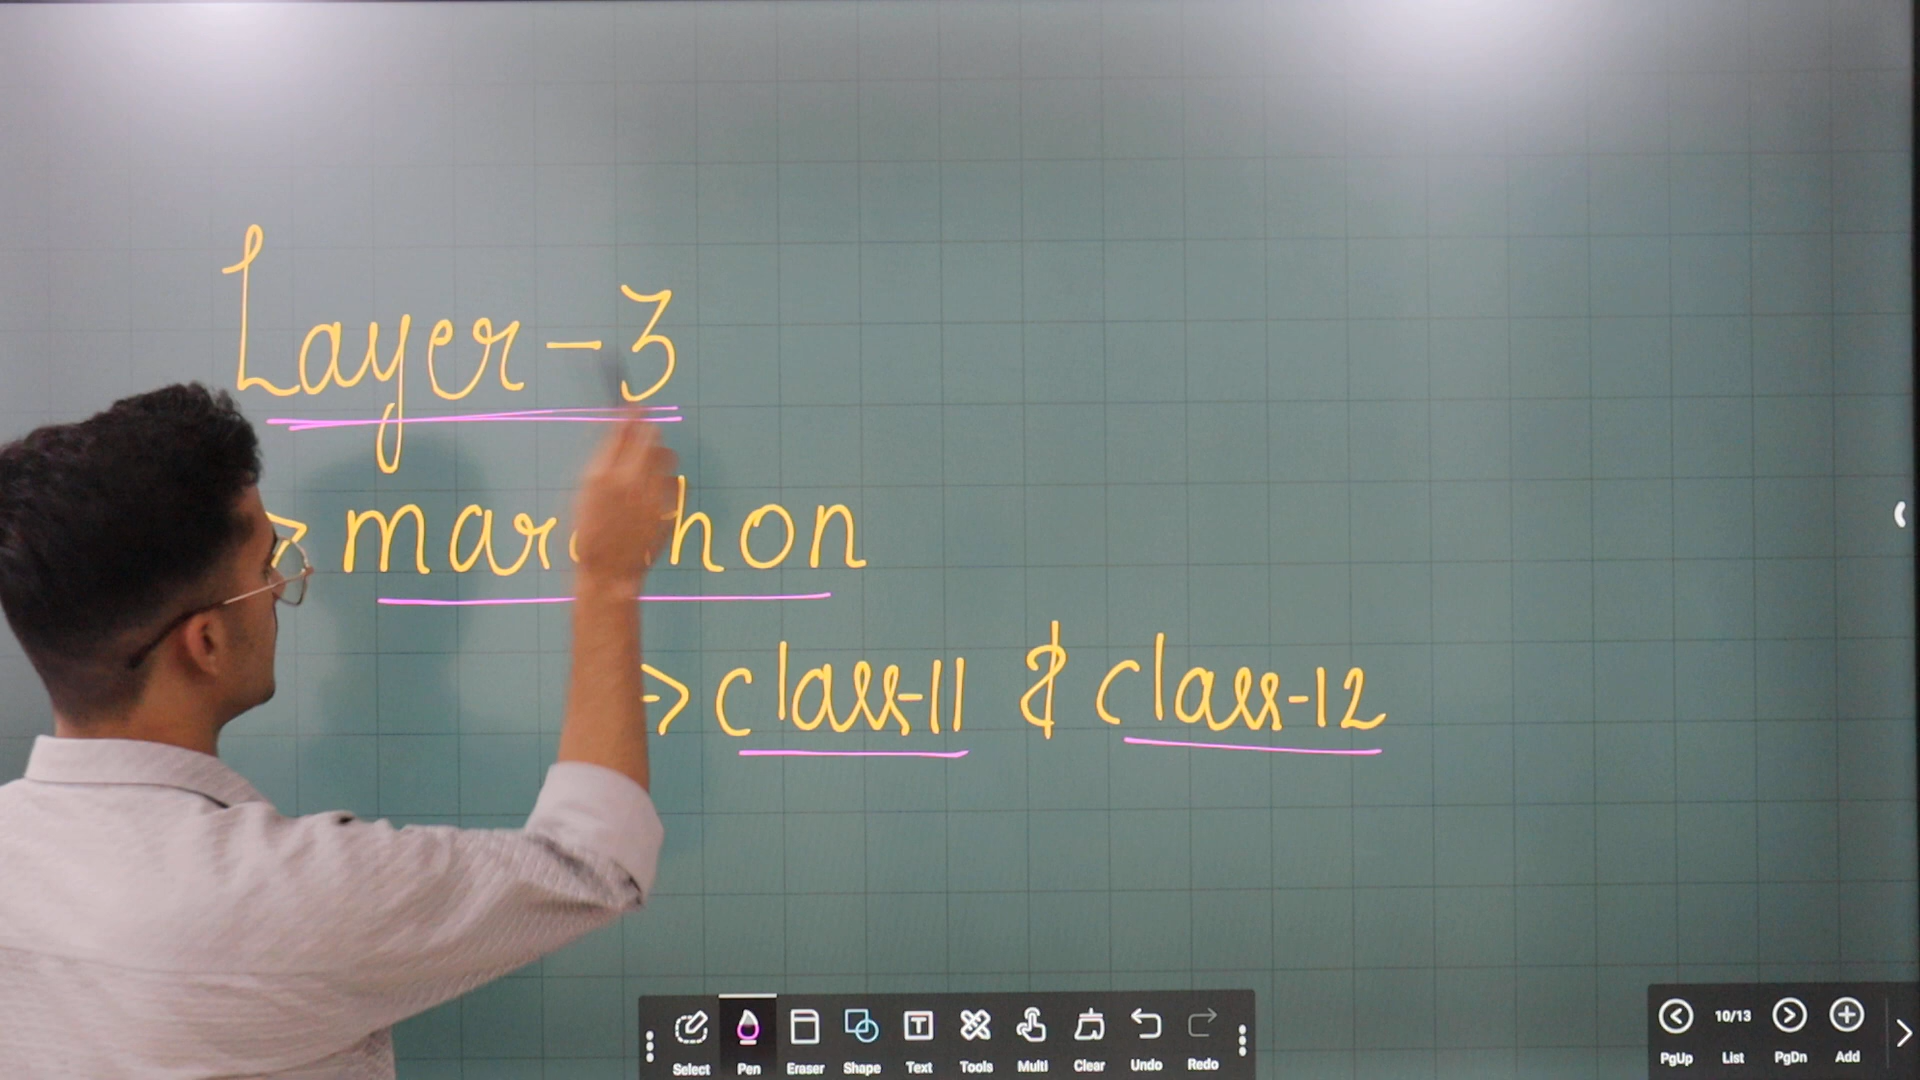 Layer-3
> marathon
-> class-11 & class-12
Select Pen Eraser Shape Text Tools Multi Clear Undo Redo
10/13
PgUp List PgDn Add